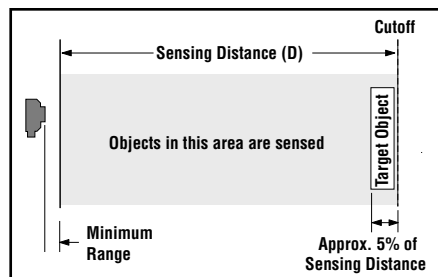 Cutoff
Sensing Distance (D)
Objects in this area are sensed
Target Object
Minimum
Range
Approx. 5% of
Sensing Distance